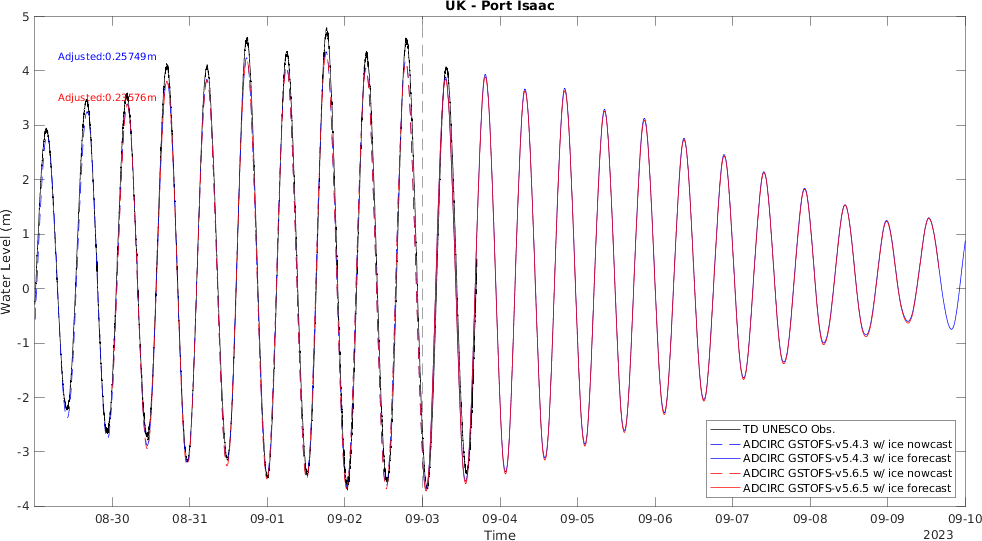 UK - Port Isaac
Adjusted:0.25749m
Adjusted:0.23576m
Water Level (m)
5
4
3
2
1
0
-1
-2
-3
-4
TD UNESCO Obs.
ADCIRC GSTOFS-v5.4.3 w/ ice nowcast
ADCIRC GSTOFS-v5.4.3 w/ ice forecast
ADCIRC GSTOFS-v5.6.5 w/ ice nowcast
ADCIRC GSTOFS-v5.6.5 w/ ice forecast
08-30 08-31 09-01 09-02 09-03 09-04 09-05 09-06 09-07 09-08 09-09 09-10
Time
2023